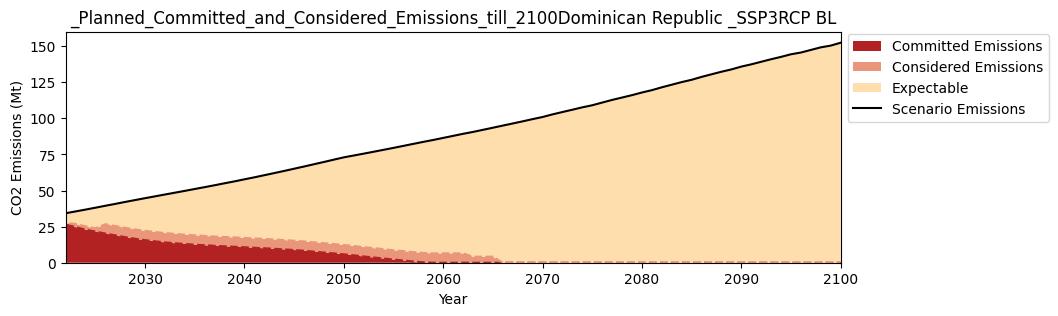 _Planned_Committed_and_Considered_Emissions_till_2100Dominican Republic _SSP3RCP BL
CO2 Emissions (Mt)
150
125
100
75
50
25
0
2030 2040 2050 2060 2070 2080 2090 2100
Year
Committed Emissions
Considered Emissions
Expectable
Scenario Emissions